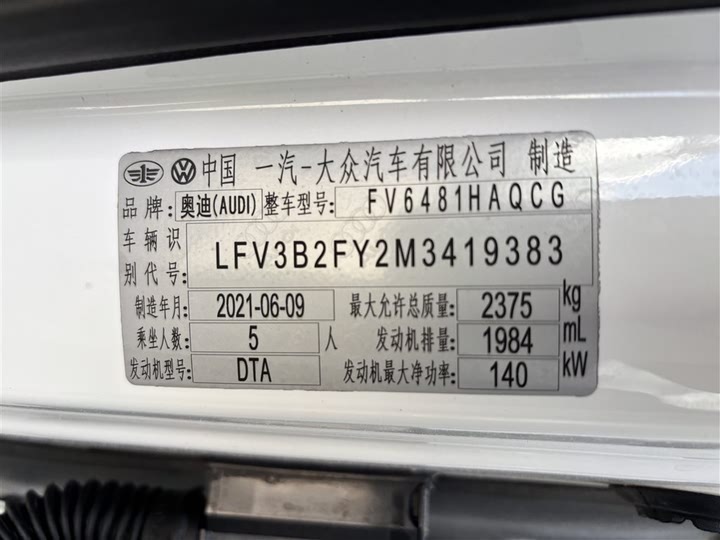 中国 一汽-大众汽车有限公司 制造
品牌: 奥迪(AUDI) 整车型号: FV6481HAQCG
车辆识别代号: LFV3B2FY2M3419383
制造年月: 2021-06-09 最大允许总质量: 2375 kg
乘坐人数: 5 人 发动机排量: 1984 mL
发动机型号: DTA 发动机最大净功率: 140 kW